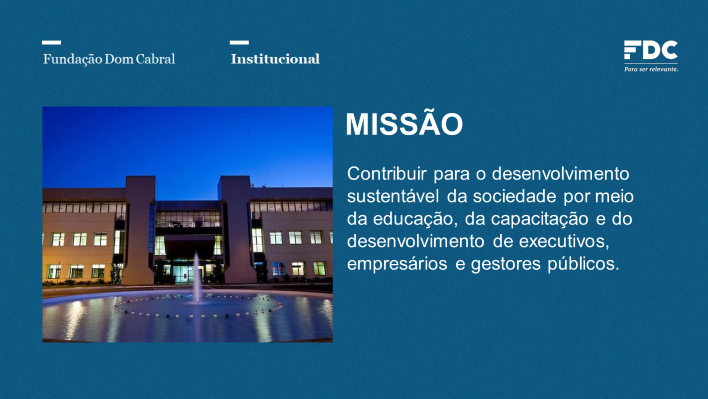 Fundação Dom Cabral
Institucional
FDC
Para ser relevante.
MISSÃO
Contribuir para o desenvolvimento
sustentável da sociedade por meio
da educação, da capacitação e do
desenvolvimento de executivos,
empresários e gestores públicos.